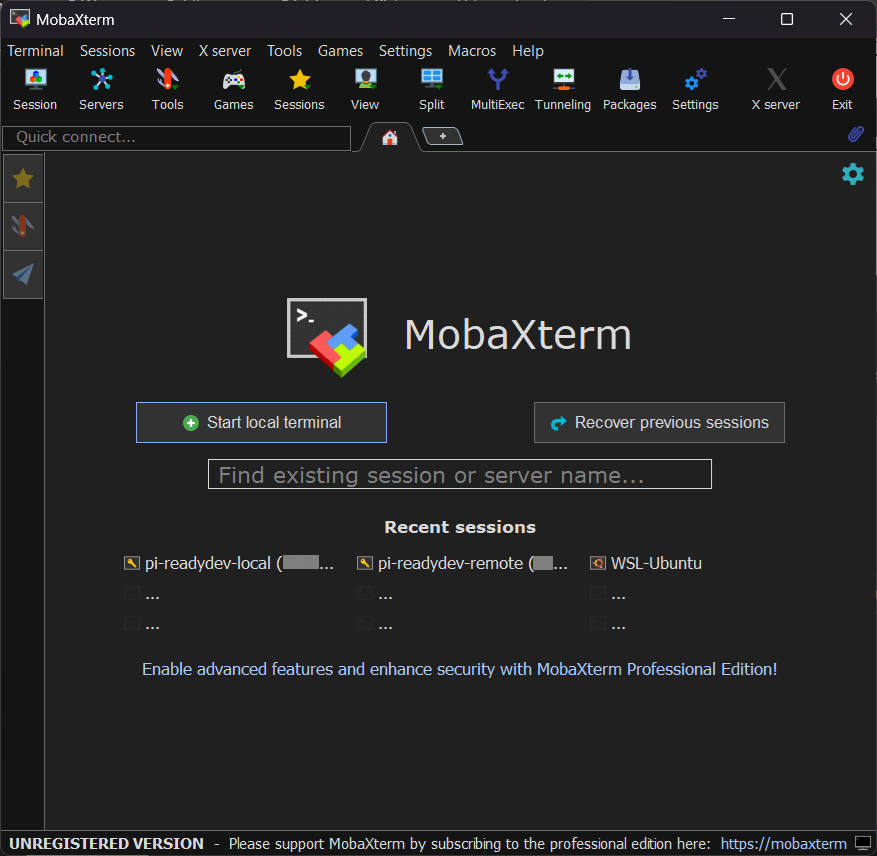 MobaXterm
Terminal Sessions View X server Tools Games Settings Macros Help
Session Servers Tools Games Sessions View Split MultiExec Tunneling Packages Settings X server Exit
Quick connect...
>_
MobaXterm
Start local terminal Recover previous sessions
Find existing session or server name...
Recent sessions
pi-readydev-local (... pi-readydev-remote (... WSL-Ubuntu
... ... ...
... ... ...
Enable advanced features and enhance security with MobaXterm Professional Edition!
UNREGISTERED VERSION - Please support MobaXterm by subscribing to the professional edition here: https://mobaxterm